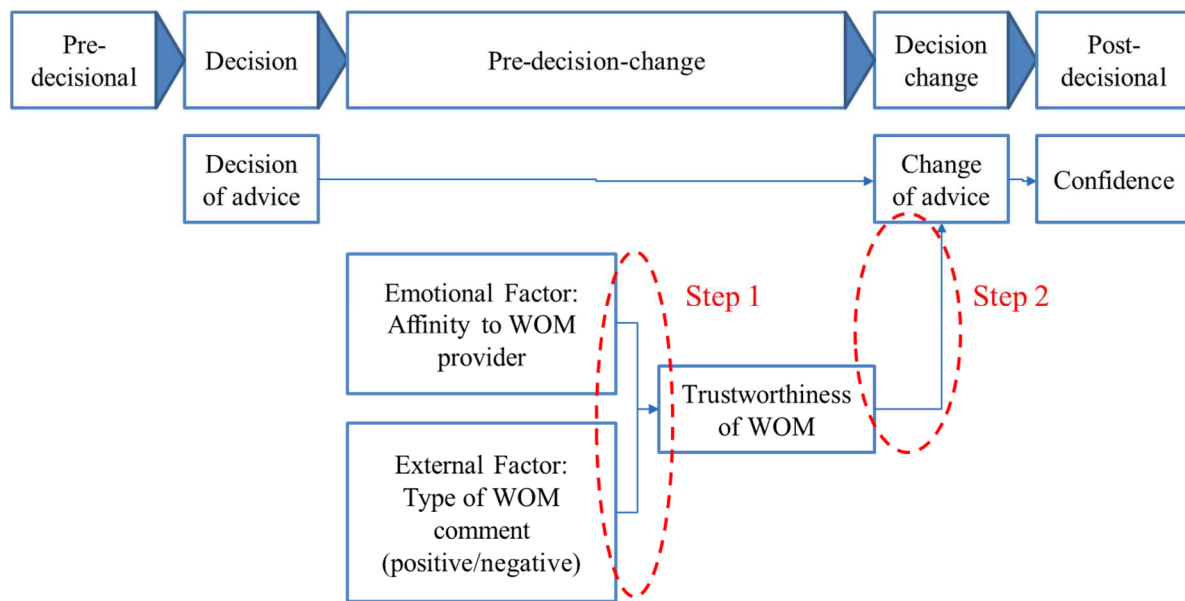 Pre-
decisional
Decision
Pre-decision-change
Decision
change
Post-
decisional
Decision
of advice
Change
of advice
Confidence
Emotional Factor:
Affinity to WOM
provider
Step 1
Step 2
Trustworthiness
of WOM
External Factor:
Type of WOM
comment
(positive/negative)